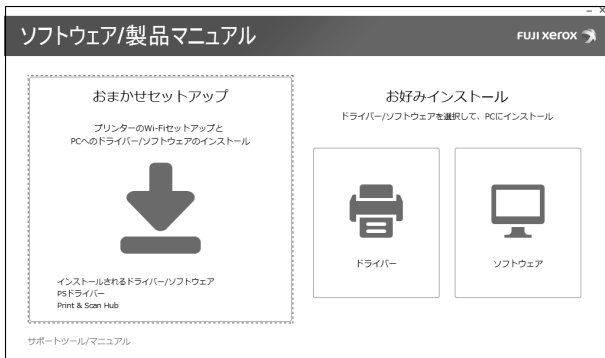 ソフトウェア/製品マニュアル
FUJI xerox
おまかせセットアップ
プリンターのWi-Fiセットアップと
PCへのドライバー/ソフトウェアのインストール
インストールされるドライバー/ソフトウェア
PSドライバー
Print & Scan Hub
お好みインストール
ドライバー/ソフトウェアを選択して、PCにインストール
ドライバー
ソフトウェア
サポートツール/マニュアル